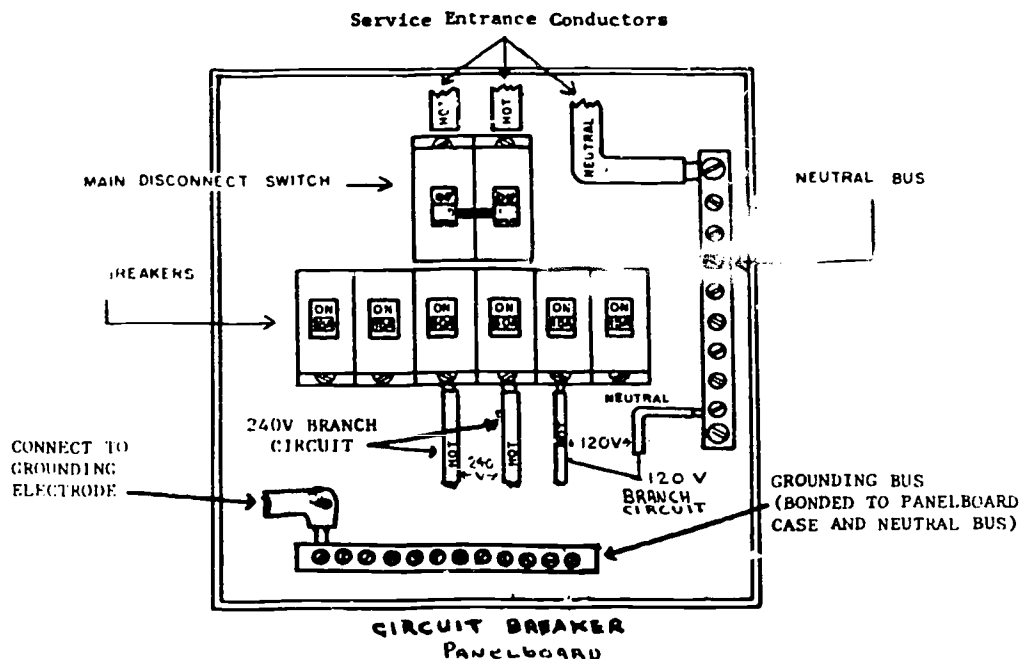 Service Entrance Conductors
HOT
NEUTRAL
MAIN DISCONNECT SWITCH
NEUTRAL BUS
REAKERS
ON
ON
ON
ON
ON
ON
NEUTRAL
240V BRANCH
CIRCUIT
HOT
HOT
HOT
120V
240
V
120 V
BRANCH
CIRCUIT
CONNECT TO
GROUNDING
ELECTRODE
GROUNDING BUS
(BONDED TO PANELBOARD
CASE AND NEUTRAL BUS)
CIRCUIT BREAKER
PANELBOARD